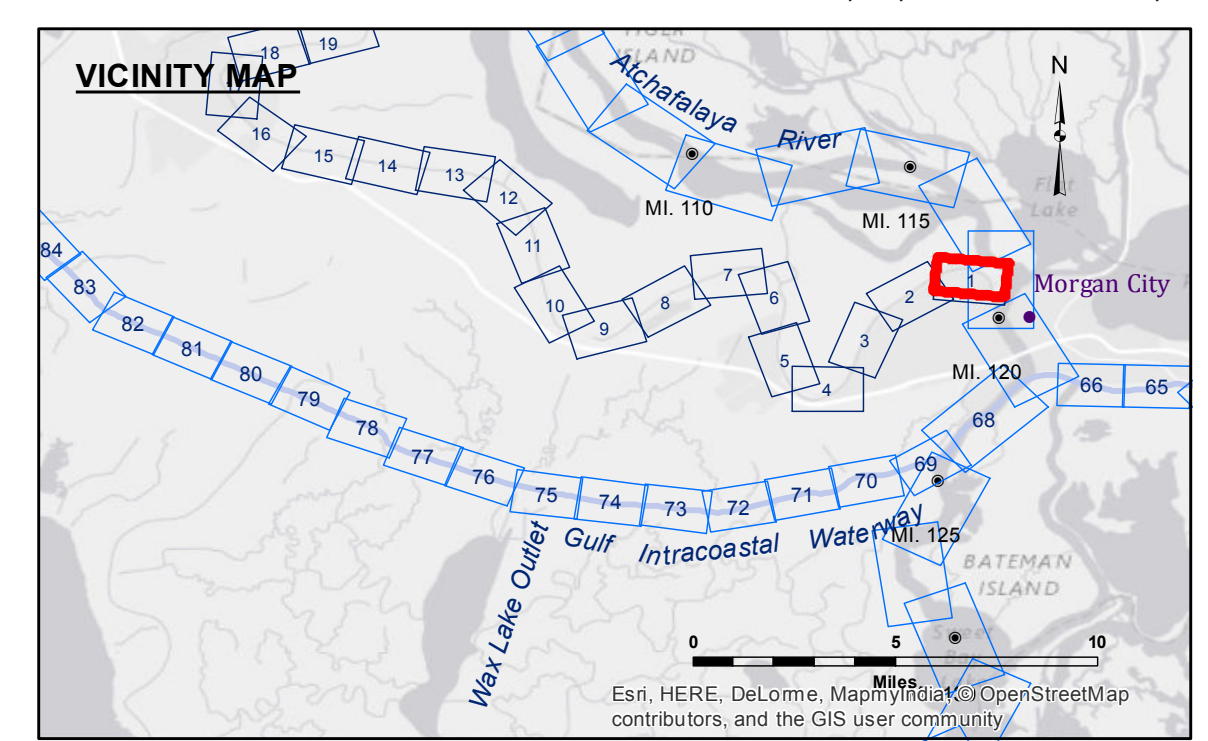 VICINITY MAP
18
19
16
15
14
13
12
11
10
9
8
7
6
5
4
3
2
1
ISLAND
Atchafalaya
River
MI. 110
MI. 115
N
Flat
Lake
Morgan City
MI. 120
84
83
82
81
80
79
78
77
76
75
74
73
72
71
70
69
68
66
65
Wax Lake Outlet
Gulf Intracoastal Waterway
MI. 125
BATEMAN
ISLAND
0 5 10
Miles
Esri, HERE, DeLorme, MapmyIndia, © OpenStreetMap
contributors, and the GIS user community